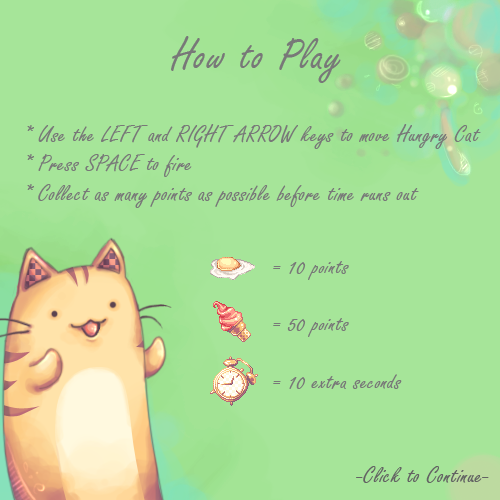 How to Play
* Use the LEFT and RIGHT ARROW keys to move Hungry Cat
* Press SPACE to fire
* Collect as many points as possible before time runs out
= 10 points
= 50 points
= 10 extra seconds
-Click to Continue-